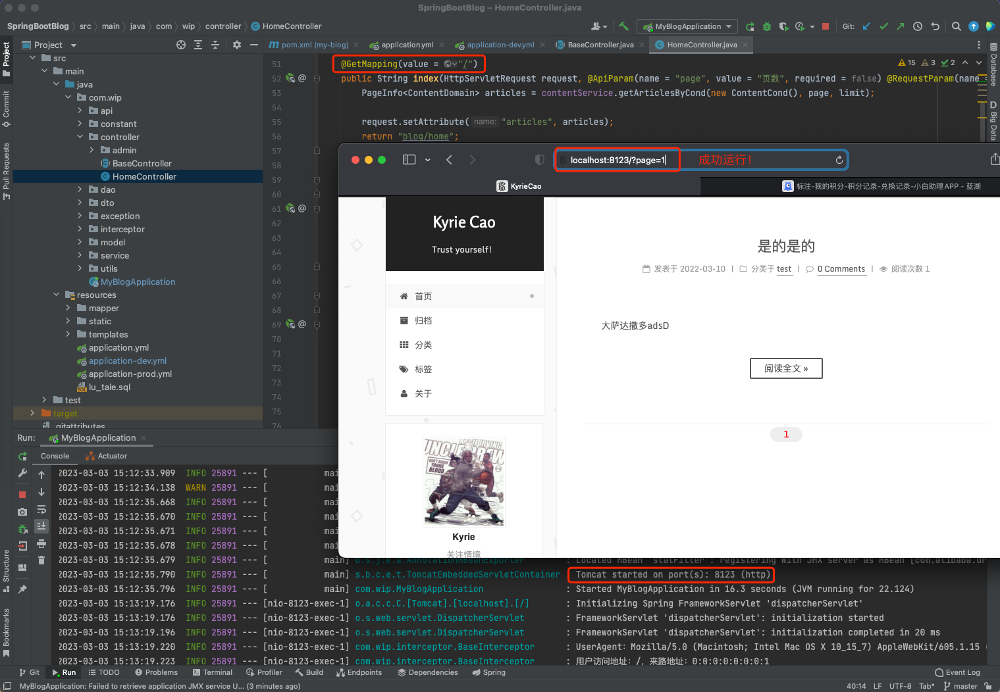 SpringBootBlog – HomeController.java
SpringBootBlog src main java com wip controller HomeController
MyBlogApplication Git:
Project
pom.xml (my-blog) application.yml application-dev.yml BaseController.java HomeController.java
Project
Commit
Pull Requests
Structure
Bookmarks
Database
Big Data
src
main
java
com.wip
api
constant
controller
admin
BaseController
HomeController
dao
dto
exception
interceptor
model
service
utils
MyBlogApplication
resources
mapper
static
templates
application.yml
application-dev.yml
application-prod.yml
lu_tale.sql
test
target
.gitattributes
15 3 2
51 @GetMapping(value = "/")
52 public String index(HttpServletRequest request, @ApiParam(name = "page", value = "页数", required = false) @RequestParam(name =
53 PageInfo<ContentDomain> articles = contentService.getArticlesByCond(new ContentCond(), page, limit);
54
55 request.setAttribute( name: "articles", articles);
56 return "blog/home";
57
58
59
60
61
62
63
64
65
66
67
68
69
70
71
72
73
74
75
76
localhost:8123/?page=1
成功运行!
KyrieCao
标注-我的积分-积分记录-兑换记录-小白助理APP - 蓝湖
Kyrie Cao
Trust yourself!
首页
归档
分类
标签
关于
Kyrie
关注情境
是的是的
发表于 2022-03-10 | 分类于 test | 0 Comments | 阅读次数 1
大萨达撒多adsD
阅读全文 »
1
Run: MyBlogApplication
Console Actuator
2023-03-03 15:12:33.909 INFO 25891 --- [ mai
2023-03-03 15:12:34.138 WARN 25891 --- [ mai
2023-03-03 15:12:35.668 INFO 25891 --- [ mai
2023-03-03 15:12:35.670 INFO 25891 --- [ mai
2023-03-03 15:12:35.671 INFO 25891 --- [ mai
2023-03-03 15:12:35.678 INFO 25891 --- [ mai
2023-03-03 15:12:35.679 INFO 25891 --- [ main] o.s.j.e.a.AnnotationMBeanExporter : Located MBean 'statFilter': registering with JMX server as MBean [com.alibaba.dr
2023-03-03 15:12:35.790 INFO 25891 --- [ main] s.b.c.e.t.TomcatEmbeddedServletContainer : Tomcat started on port(s): 8123 (http)
2023-03-03 15:12:35.796 INFO 25891 --- [ main] com.wip.MyBlogApplication : Started MyBlogApplication in 16.3 seconds (JVM running for 22.124)
2023-03-03 15:13:19.176 INFO 25891 --- [nio-8123-exec-1] o.a.c.c.C.[Tomcat].[localhost].[/] : Initializing Spring FrameworkServlet 'dispatcherServlet'
2023-03-03 15:13:19.176 INFO 25891 --- [nio-8123-exec-1] o.s.web.servlet.DispatcherServlet : FrameworkServlet 'dispatcherServlet': initialization started
2023-03-03 15:13:19.196 INFO 25891 --- [nio-8123-exec-1] o.s.web.servlet.DispatcherServlet : FrameworkServlet 'dispatcherServlet': initialization completed in 20 ms
2023-03-03 15:13:19.220 INFO 25891 --- [nio-8123-exec-1] com.wip.interceptor.BaseInterceptor : UserAgent: Mozilla/5.0 (Macintosh; Intel Mac OS X 10_15_7) AppleWebKit/605.1.15 (
2023-03-03 15:13:19.223 INFO 25891 --- [nio-8123-exec-1] com.wip.interceptor.BaseInterceptor : 用户访问地址: /, 来路地址: 0:0:0:0:0:0:0:1
Git Run TODO Problems Terminal Profiler Build Endpoints Dependencies Spring Event Log
MyBlogApplication: Failed to retrieve application JMX service U... (3 minutes ago) 40:14 LF UTF-8 Tab* master